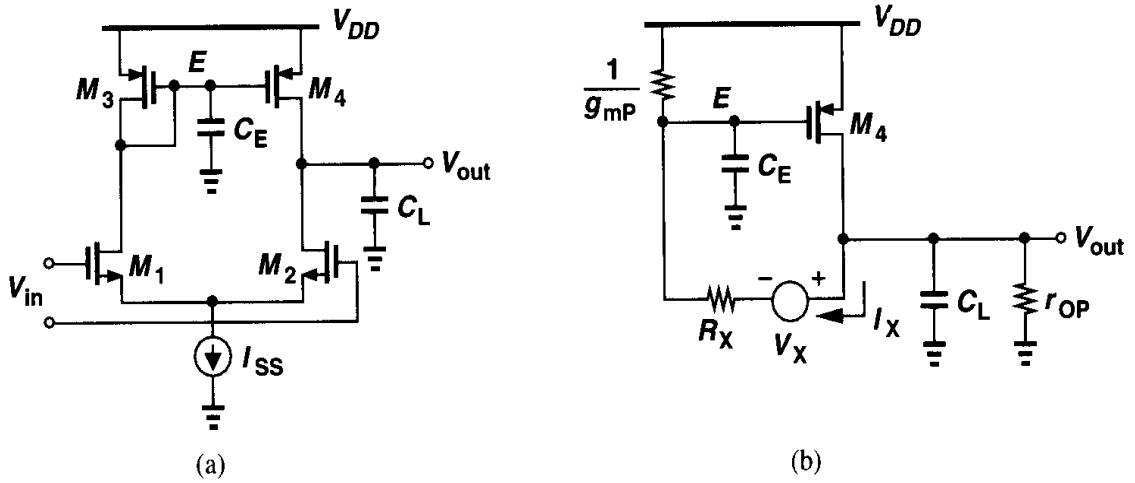 V_DD
E
M_3
M_4
C_E
V_out
C_L
M_1
M_2
V_in
I_SS
(a)
V_DD
1
g_mP
E
M_4
C_E
V_out
− +
R_X
V_X
I_X
C_L
r_OP
(b)